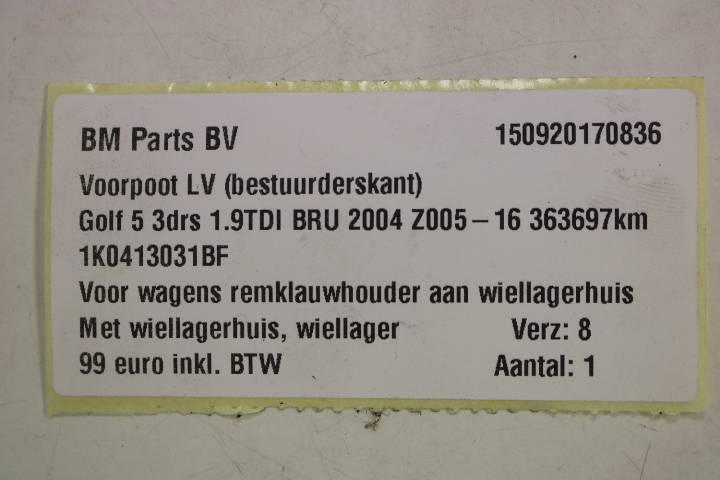 BM Parts BV 150920170836
Voorpoot LV (bestuurderskant)
Golf 5 3drs 1.9TDI BRU 2004 Z005–16 363697km
1K0413031BF
Voor wagens remklauwhouder aan wiellagerhuis
Met wiellagerhuis, wiellager Verz: 8
99 euro inkl. BTW Aantal: 1